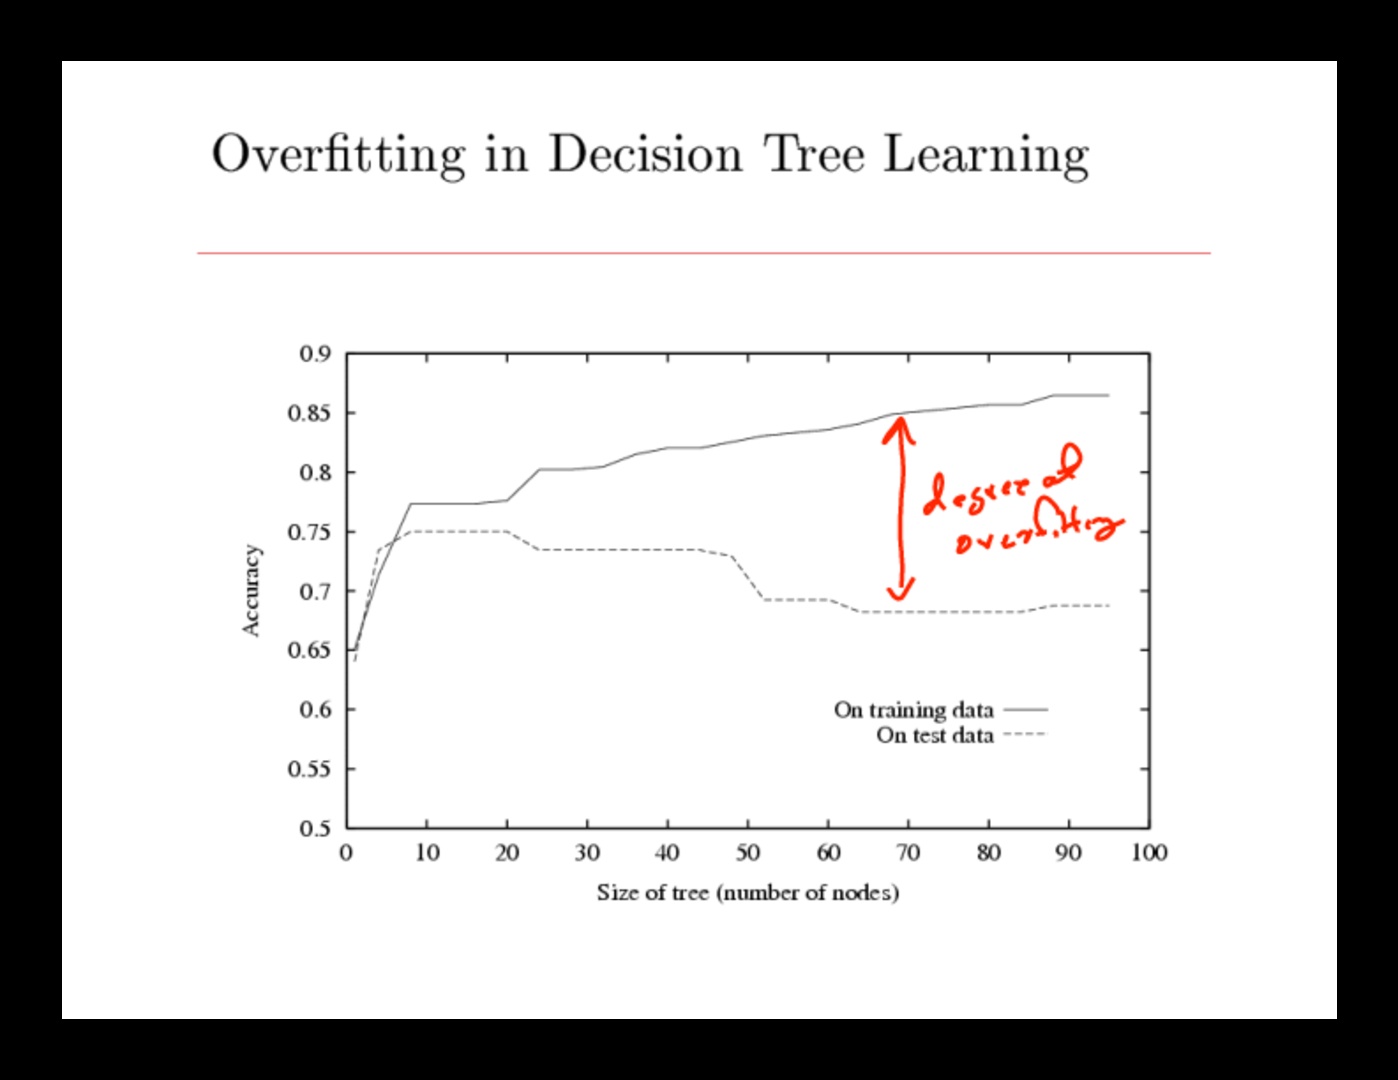 Overfitting in Decision Tree Learning
0.9
0.85
0.8
0.75
0.7
0.65
0.6
0.55
0.5
Accuracy
degree of
overfitting
On training data
On test data
0 10 20 30 40 50 60 70 80 90 100
Size of tree (number of nodes)